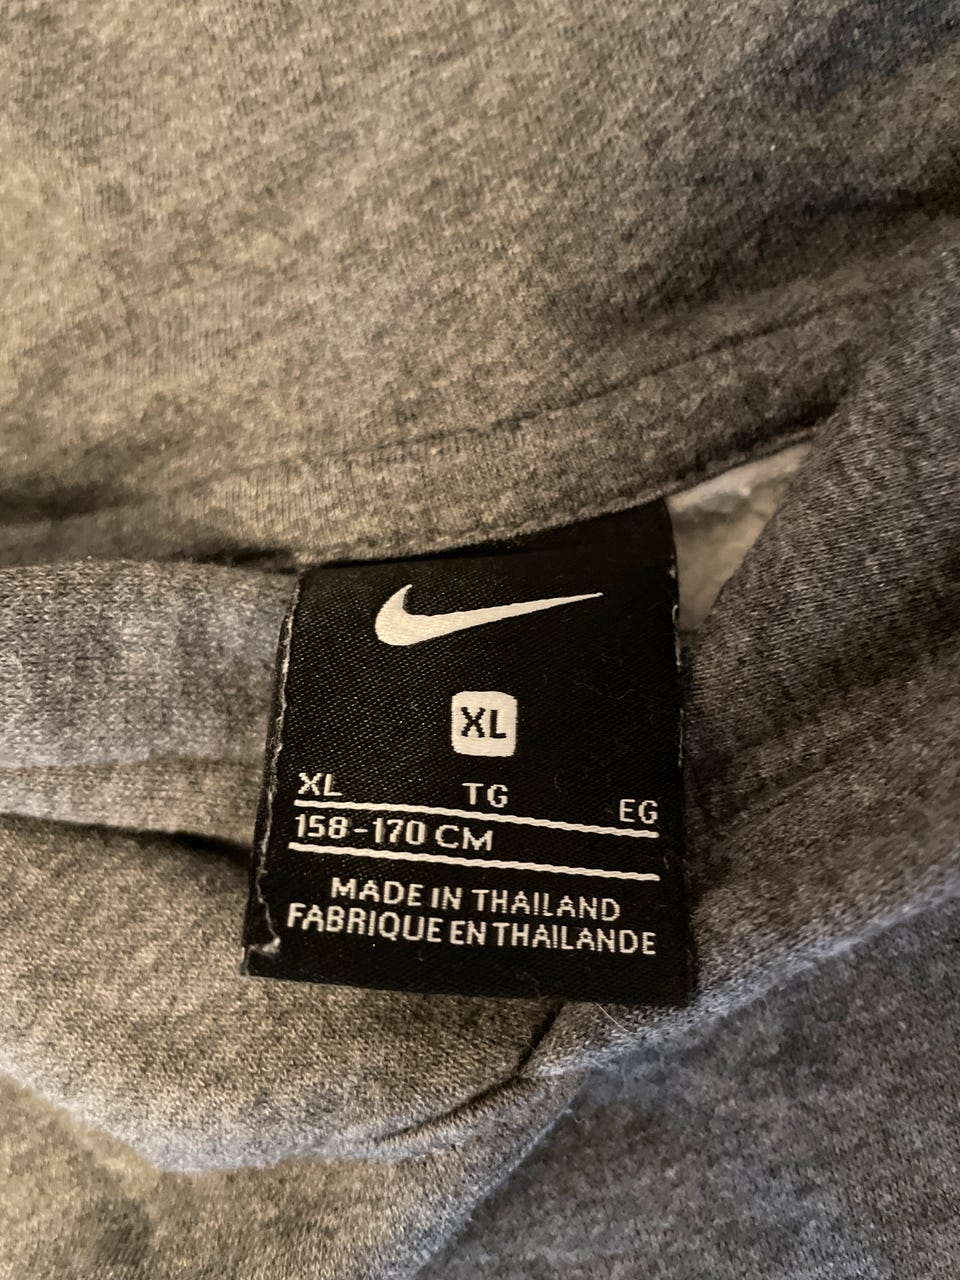 XL
XL TG EG
158-170 CM
MADE IN THAILAND
FABRIQUE EN THAILANDE